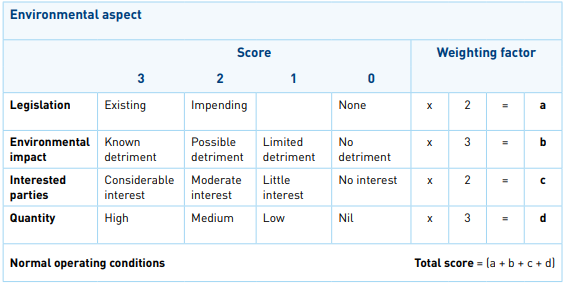 Environmental aspect
Score Weighting factor
3 2 1 0
Legislation Existing Impending None x 2 = a
Environmental Known Possible Limited No x 3 = b
impact detriment detriment detriment detriment
Interested Considerable Moderate Little No interest x 2 = c
parties interest interest interest
Quantity High Medium Low Nil x 3 = d
Normal operating conditions Total score = (a + b + c + d)